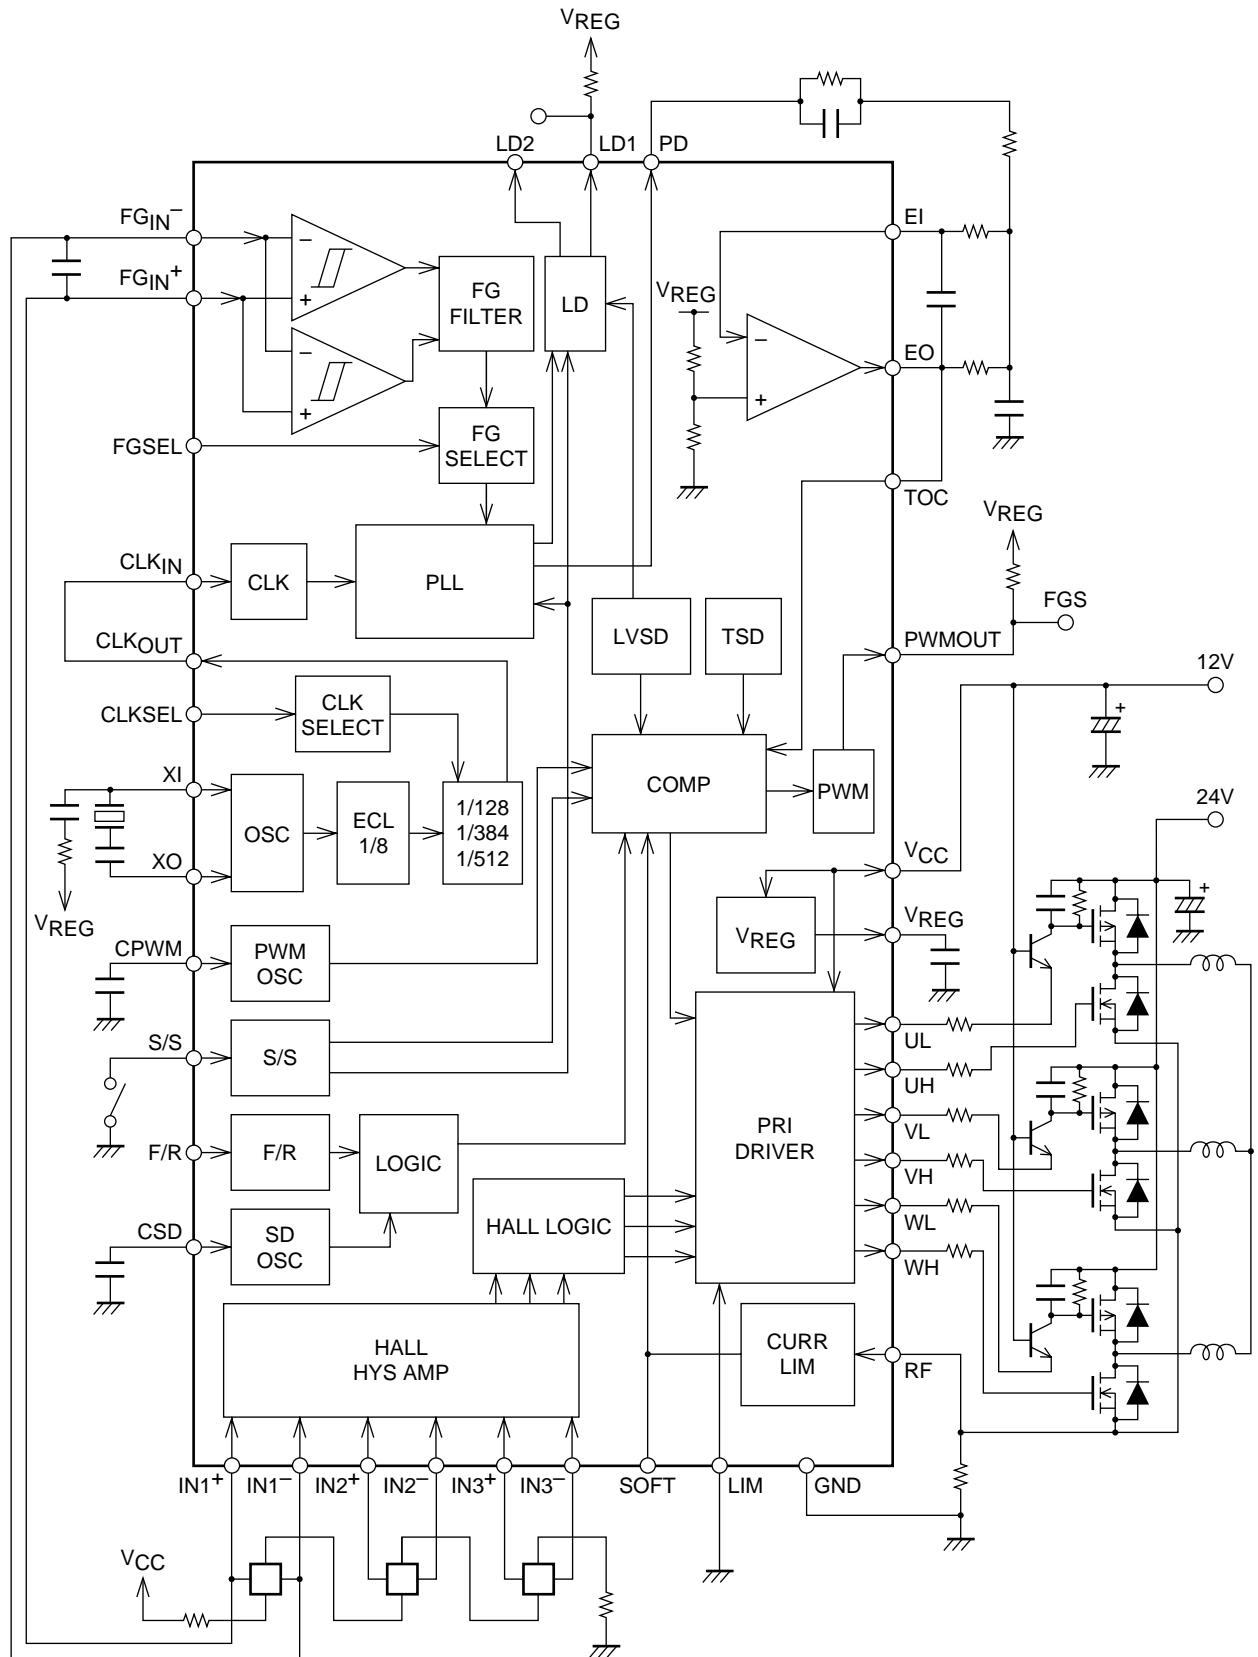 VREG
LD2
LD1
PD
FGIN−
FGIN+
FG
FILTER
LD
VREG
EI
EO
−
+
−
+
−
+
FGSEL
FG
SELECT
TOC
VREG
CLKIN
CLK
PLL
FGS
CLKOUT
LVSD
TSD
PWMOUT
12V
+
CLKSEL
CLK
SELECT
XI
OSC
ECL
1/8
1/128
1/384
1/512
COMP
PWM
24V
+
XO
VREG
VCC
VREG
VREG
CPWM
PWM
OSC
S/S
S/S
UL
UH
F/R
F/R
LOGIC
PRI
DRIVER
VL
VH
HALL LOGIC
WL
WH
CSD
SD
OSC
HALL
HYS AMP
CURR
LIM
RF
IN1+
IN1−
IN2+
IN2−
IN3+
IN3−
SOFT
LIM
GND
VCC